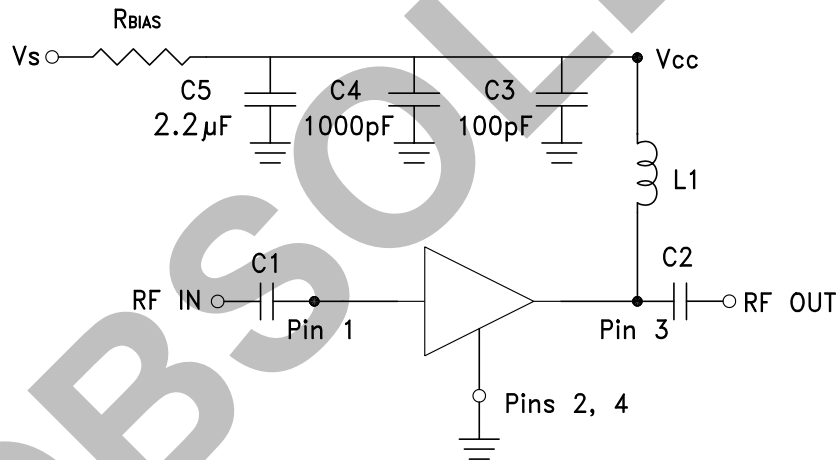 RBIAS
Vs
Vcc
C5
2.2µF
C4
1000pF
C3
100pF
L1
C1
C2
RF IN
RF OUT
Pin 1
Pin 3
Pins 2, 4
OBSOLE